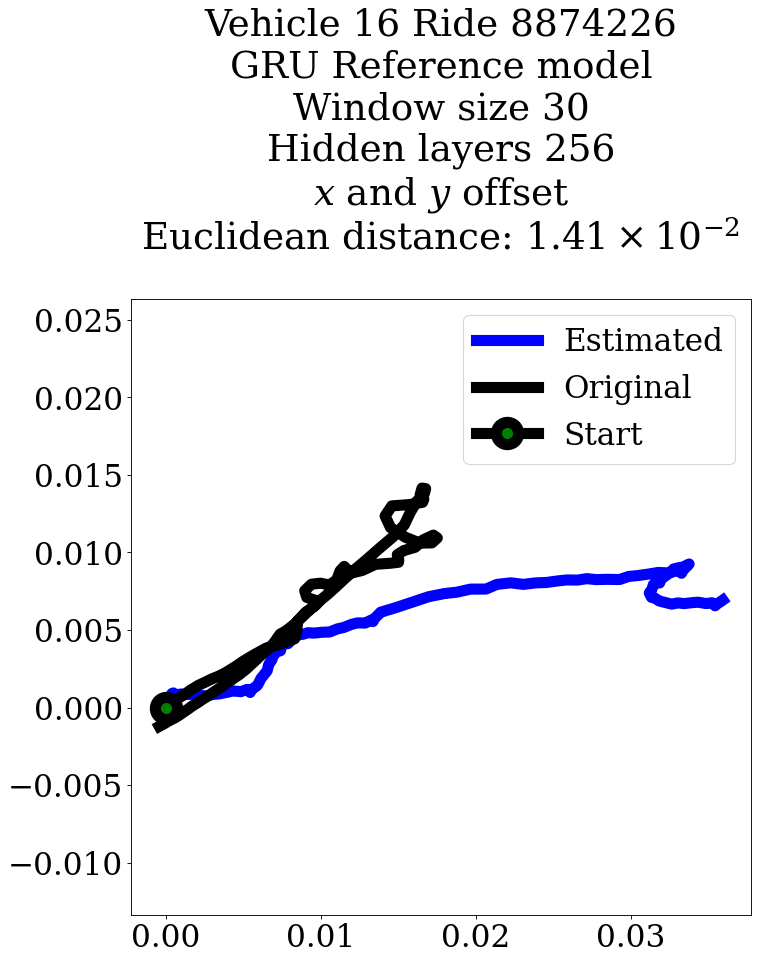 Vehicle 16 Ride 8874226
GRU Reference model
Window size 30
Hidden layers 256
x and y offset
Euclidean distance: 1.41 × 10⁻²
Estimated
Original
Start
0.025
0.020
0.015
0.010
0.005
0.000
−0.005
−0.010
0.00 0.01 0.02 0.03